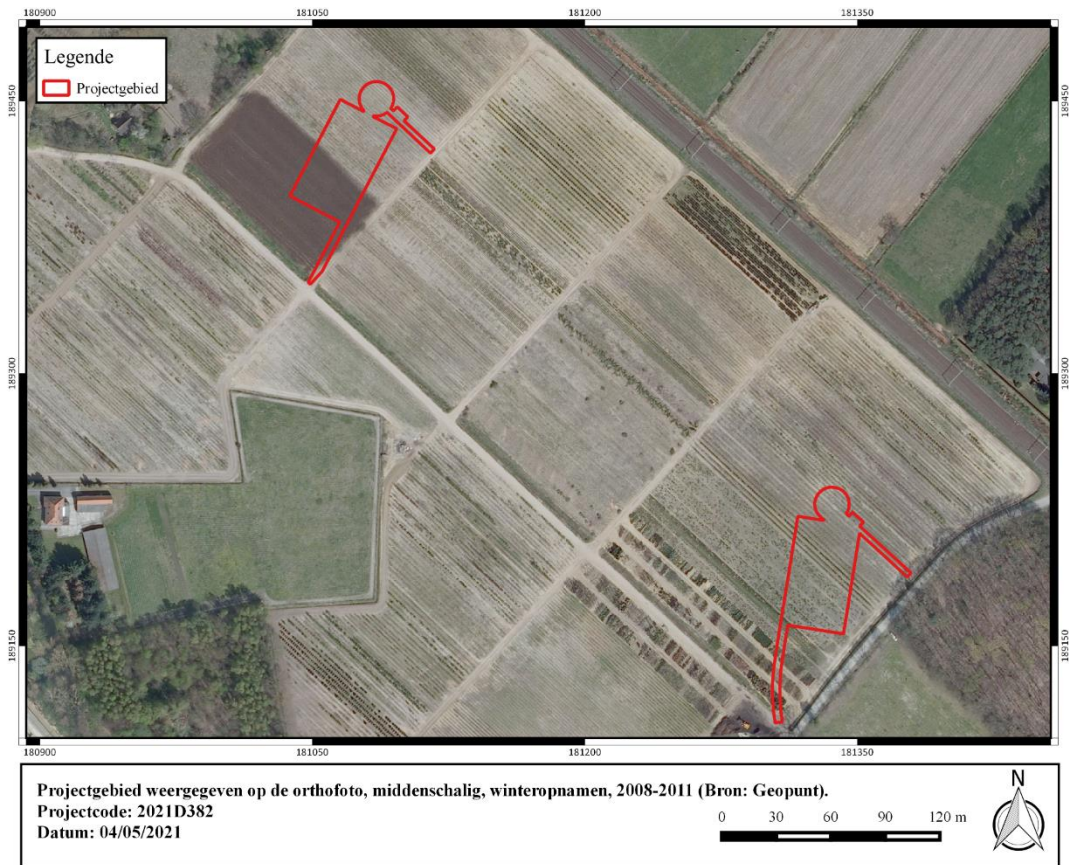 180900 181050 181200 181350
Legende
Projectgebied
189450 189450
189300 189300
189150 189150
180900 181050 181200 181350
Projectgebied weergegeven op de orthofoto, middenschalig, winteropnamen, 2008-2011 (Bron: Geopunt).
Projectcode: 2021D382
Datum: 04/05/2021
N
0 30 60 90 120 m